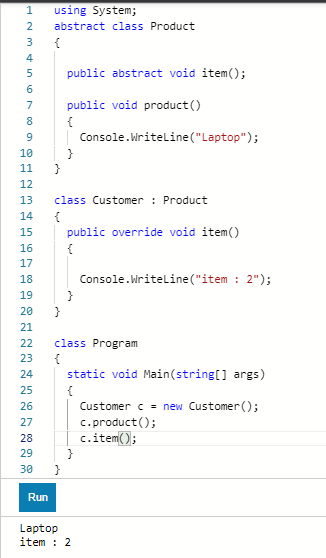 1 using System;
2 abstract class Product
3 {
4
5 public abstract void item();
6
7 public void product()
8 {
9 Console.WriteLine("Laptop");
10 }
11 }
12
13 class Customer : Product
14 {
15 public override void item()
16 {
17
18 Console.WriteLine("item : 2");
19 }
20 }
21
22 class Program
23 {
24 static void Main(string[] args)
25 {
26 Customer c = new Customer();
27 c.product();
28 c.item();
29 }
30 }
Run
Laptop
item : 2